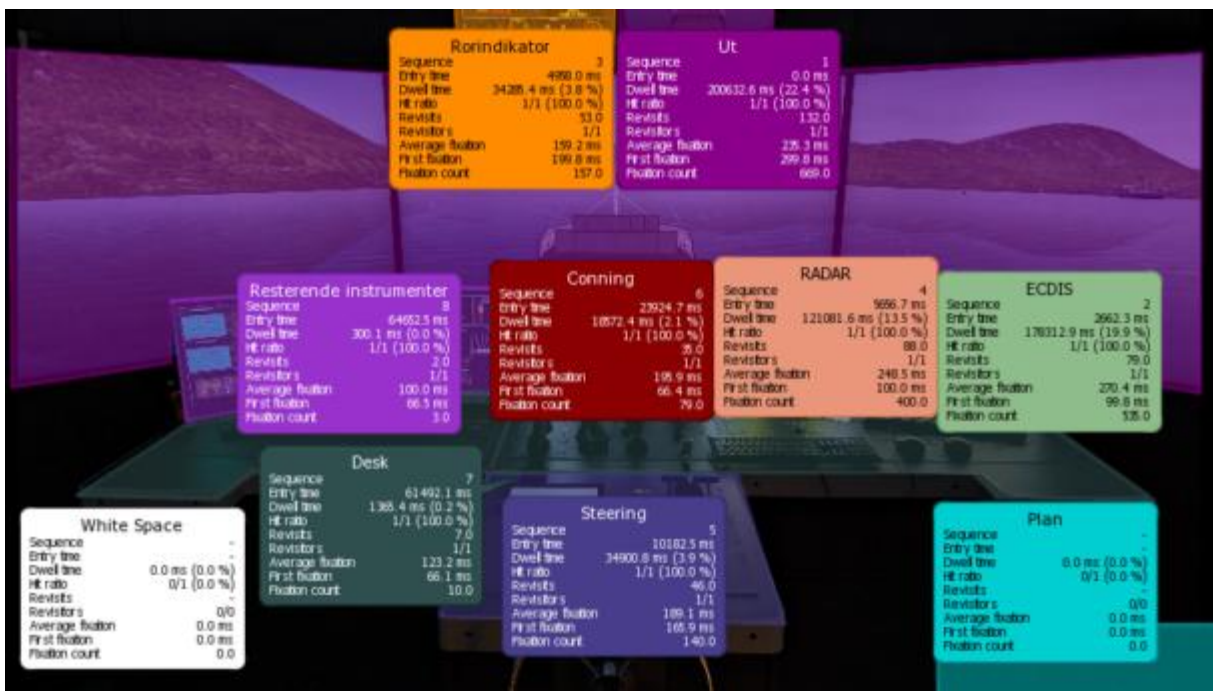 Rorindikator
Sequence 3
Entry time ms
Dwell time 34285.4 ms (3.8 %)
Hit ratio 1/1 (100.0 %)
Revisits 53.0
Revisitors 1/1
Average fixation 159.2 ms
First fixation 199.8 ms
Fixation count 157.0
Ut
Sequence 1
Entry time 0.0 ms
Dwell time 200632.6 ms (22.4 %)
Hit ratio 1/1 (100.0 %)
Revisits 132.0
Revisitors 1/1
Average fixation 235.3 ms
First fixation 299.8 ms
Fixation count 669.0
Resterende instrumenter
Sequence 8
Entry time 64652.5 ms
Dwell time 300.1 ms (0.0 %)
Hit ratio 1/1 (100.0 %)
Revisits 2.0
Revisitors 1/1
Average fixation 100.0 ms
First fixation 66.5 ms
Fixation count 3.0
Conning
Sequence 6
Entry time 23924.7 ms
Dwell time 18572.4 ms (2.1 %)
Hit ratio 1/1 (100.0 %)
Revisits 35.0
Revisitors 1/1
Average fixation 195.9 ms
First fixation 66.4 ms
Fixation count 79.0
RADAR
Sequence 4
Entry time 5656.7 ms
Dwell time 121081.6 ms (13.5 %)
Hit ratio 1/1 (100.0 %)
Revisits 88.0
Revisitors 1/1
Average fixation 248.5 ms
First fixation 100.0 ms
Fixation count 400.0
ECDIS
Sequence 2
Entry time 2662.3 ms
Dwell time 178312.9 ms (19.9 %)
Hit ratio 1/1 (100.0 %)
Revisits 79.0
Revisitors 1/1
Average fixation 270.4 ms
First fixation 99.8 ms
Fixation count 535.0
Desk
Sequence 7
Entry time 61492.1 ms
Dwell time 1365.4 ms (0.2 %)
Hit ratio 1/1 (100.0 %)
Revisits 7.0
Revisitors 1/1
Average fixation 123.2 ms
First fixation 66.1 ms
Fixation count 10.0
White Space
Sequence -
Entry time -
Dwell time 0.0 ms (0.0 %)
Hit ratio 0/1 (0.0 %)
Revisits -
Revisitors 0/0
Average fixation 0.0 ms
First fixation 0.0 ms
Fixation count 0.0
Steering
Sequence 5
Entry time 10182.5 ms
Dwell time 34900.8 ms (3.9 %)
Hit ratio 1/1 (100.0 %)
Revisits 46.0
Revisitors 1/1
Average fixation 189.1 ms
First fixation 165.9 ms
Fixation count 140.0
Plan
Sequence -
Entry time -
Dwell time 0.0 ms (0.0 %)
Hit ratio 0/1 (0.0 %)
Revisits -
Revisitors 0/0
Average fixation 0.0 ms
First fixation 0.0 ms
Fixation count 0.0